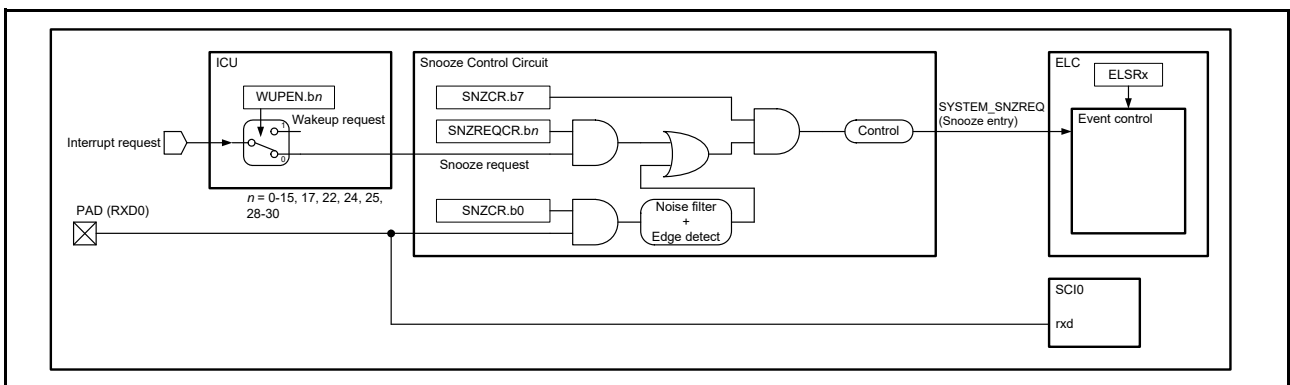 ICU
WUPEN.bn
1
Wakeup request
0
Interrupt request
n = 0-15, 17, 22, 24, 25,
28-30
PAD (RXD0)
Snooze Control Circuit
SNZCR.b7
SNZREQCR.bn
Snooze request
SNZCR.b0
Noise filter
+
Edge detect
Control
SYSTEM_SNZREQ
(Snooze entry)
ELC
ELSRx
Event control
SCI0
rxd